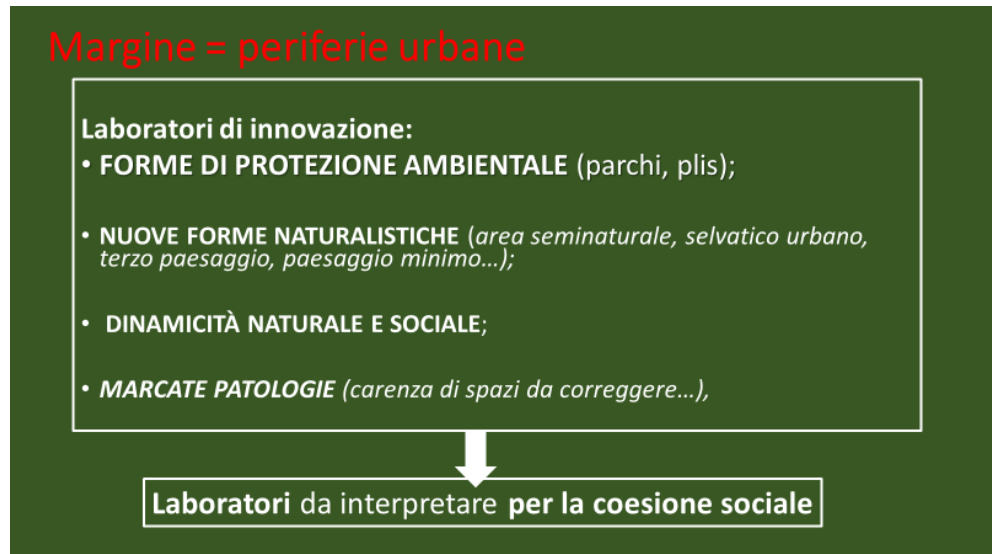 Margine = periferie urbane
Laboratori di innovazione:
• FORME DI PROTEZIONE AMBIENTALE (parchi, plis);
• NUOVE FORME NATURALISTICHE (area seminaturale, selvatico urbano,
terzo paesaggio, paesaggio minimo...);
• DINAMICITÀ NATURALE E SOCIALE;
• MARCATE PATOLOGIE (carenza di spazi da correggere...),
Laboratori da interpretare per la coesione sociale